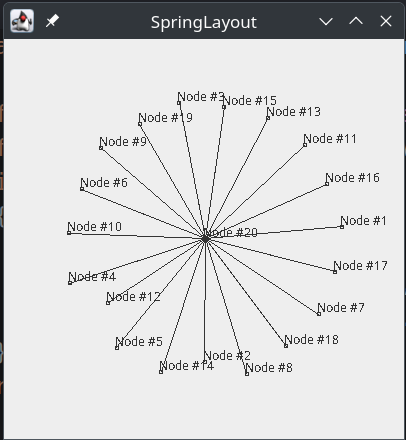 SpringLayout
Node #3
Node #15
Node #13
Node #19
Node #11
Node #9
Node #16
Node #6
Node #1
Node #10
Node #20
Node #17
Node #4
Node #12
Node #7
Node #18
Node #5
Node #2
Node #14
Node #8